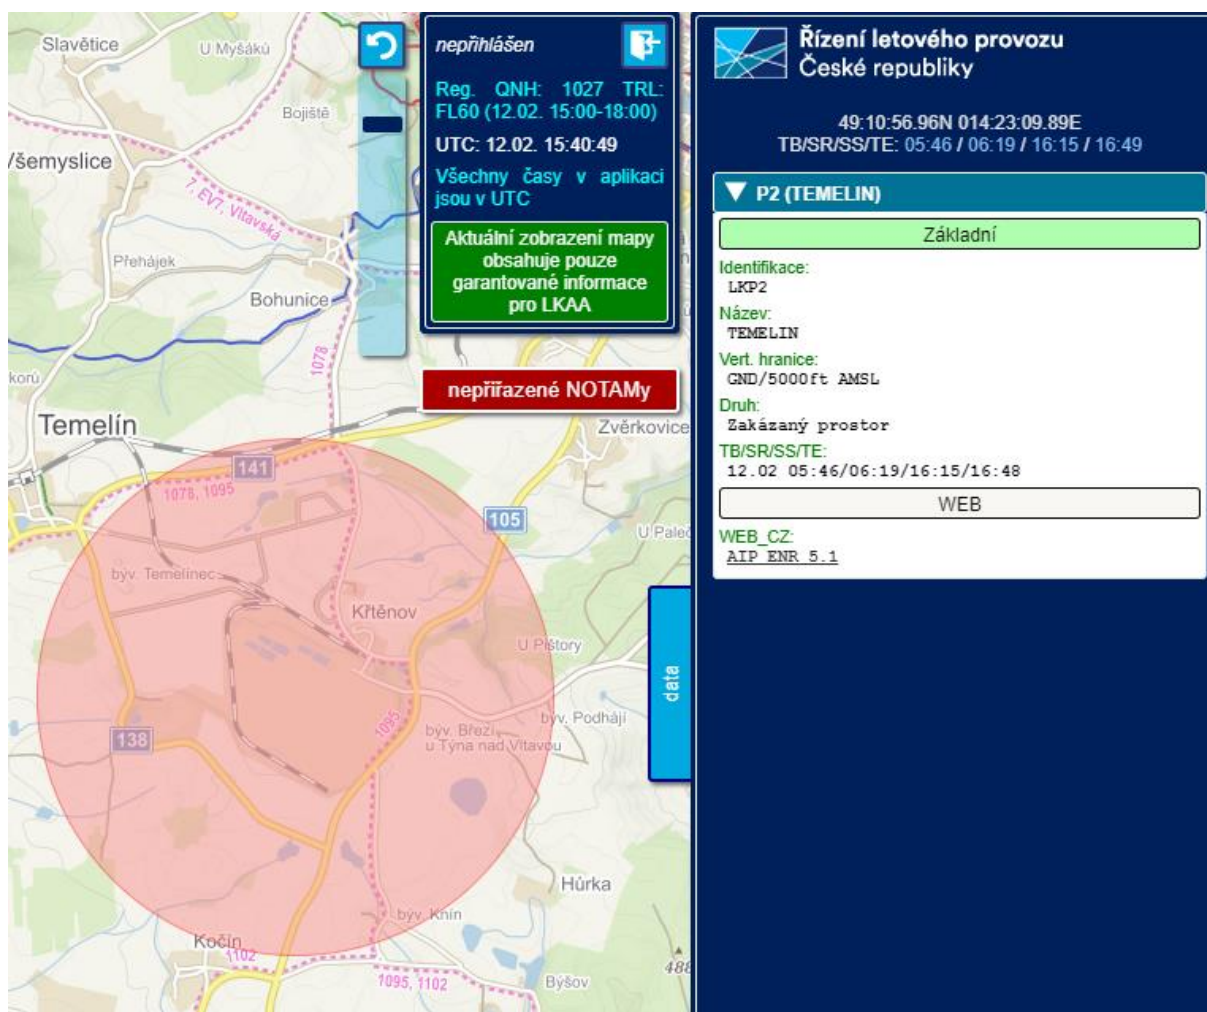 Slavětice
U Myšáků
Bojiště
Všemyslice
7, EV7, Vltavská
Přehájek
Bohunice
1078
korú
Temelín
Zvěrkovice
141
1078, 1095
105
U Paleč
býv. Temelínec
Křtěnov
U Pištory
býv. Podhájí
138
1095
býv. Březí
u Týna nad Vltavou
Hůrka
býv. Knín
Kočín
1102
1095, 1102
Býšov
488
nepřihlášen
Reg. QNH: 1027 TRL:
FL60 (12.02. 15:00-18:00)
UTC: 12.02. 15:40:49
Všechny časy v aplikaci
jsou v UTC
Aktuální zobrazení mapy
obsahuje pouze
garantované informace
pro LKAA
nepřiřazené NOTAMy
data
Řízení letového provozu
České republiky
49:10:56.96N 014:23:09.89E
TB/SR/SS/TE: 05:46 / 06:19 / 16:15 / 16:49
P2 (TEMELIN)
Základní
Identifikace:
LKP2
Název:
TEMELIN
Vert. hranice:
GND/5000ft AMSL
Druh:
Zakázaný prostor
TB/SR/SS/TE:
12.02 05:46/06:19/16:15/16:48
WEB
WEB_CZ:
AIP ENR 5.1